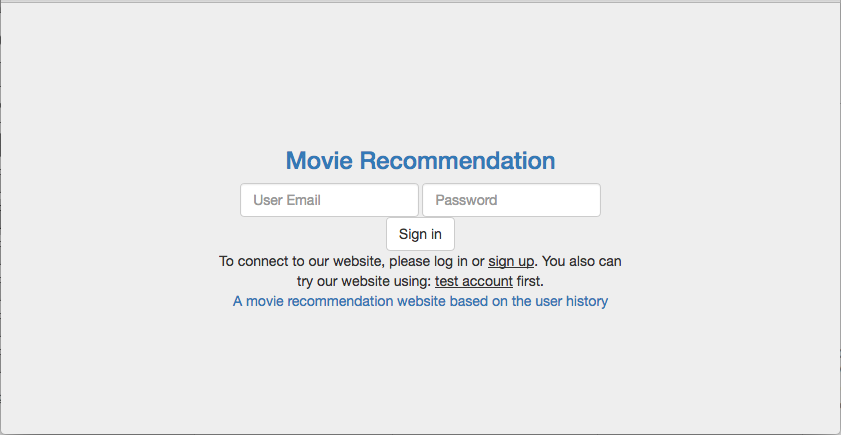 Movie Recommendation
User Email Password
Sign in
To connect to our website, please log in or sign up. You also can
try our website using: test account first.
A movie recommendation website based on the user history